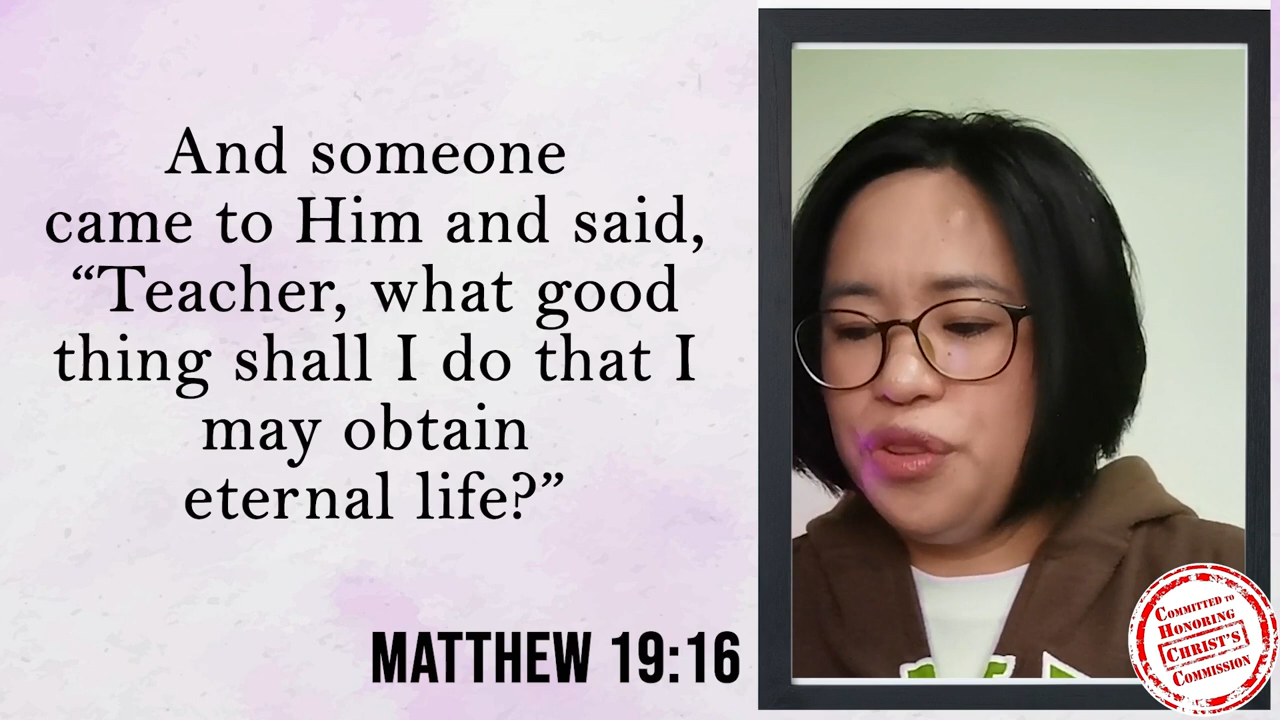 And someone
came to Him and said,
“Teacher, what good
thing shall I do that I
may obtain
eternal life?”
MATTHEW 19:16
COMMITTED TO
HONORING
CHRIST'S
COMMISSION